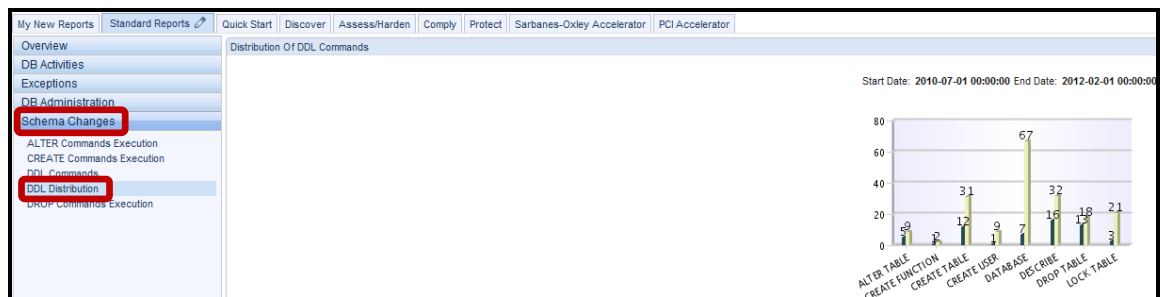 My New Reports Standard Reports Quick Start Discover Assess/Harden Comply Protect Sarbanes-Oxley Accelerator PCI Accelerator
Overview
DB Activities
Exceptions
DB Administration
Schema Changes
ALTER Commands Execution
CREATE Commands Execution
DDL Commands
DDL Distribution
DROP Commands Execution
Distribution Of DDL Commands
Start Date: 2010-07-01 00:00:00 End Date: 2012-02-01 00:00:00
80
60
40
20
0
5 9 1 2 12 31 1 9 7 67 16 32 13 18 3 21
ALTER TABLE
CREATE FUNCTION
CREATE TABLE
CREATE USER
DATABASE
DESCRIBE
DROP TABLE
LOCK TABLE